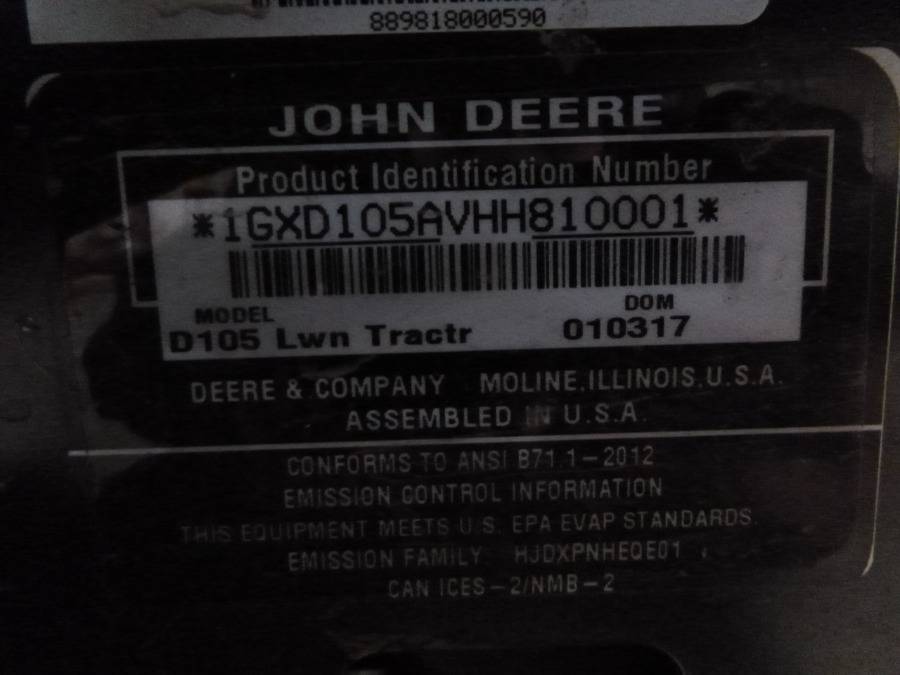 889818000590
JOHN DEERE
Product Identification Number
*1GXD105AVHH810001*
MODEL DOM
D105 Lwn Tractr 010317
DEERE & COMPANY MOLINE, ILLINOIS, U.S.A.
ASSEMBLED IN U.S.A.
CONFORMS TO ANSI B71.1-2012
EMISSION CONTROL INFORMATION
THIS EQUIPMENT MEETS U.S. EPA EVAP STANDARDS.
EMISSION FAMILY HJDXPNHEQE01
CAN ICES-2/NMB-2